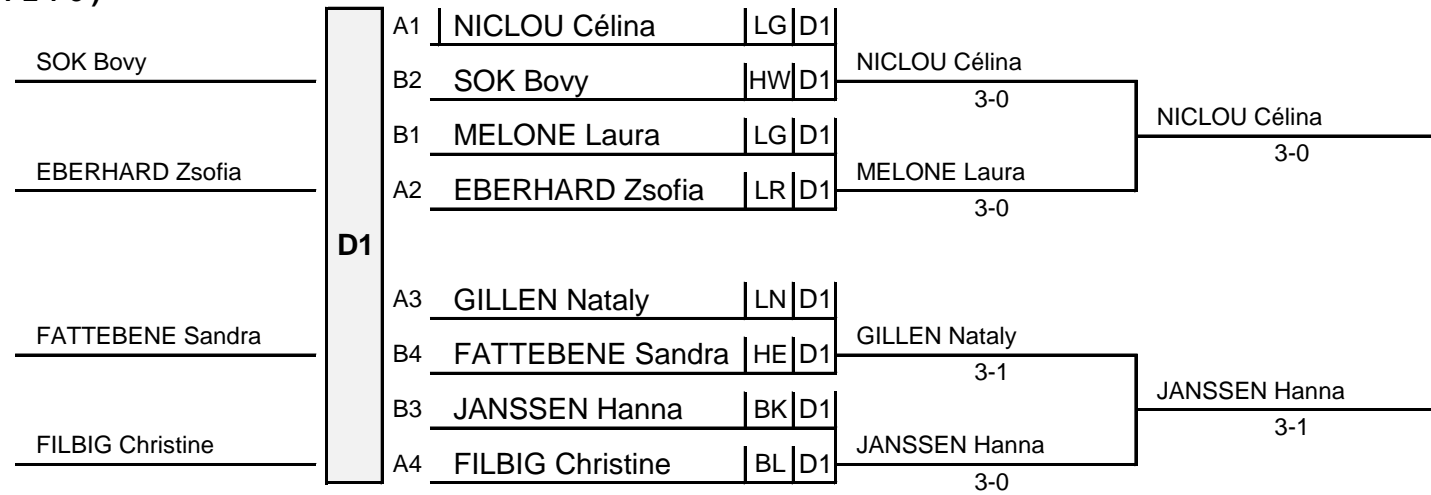 A1 NICLOU Célina LG D1
SOK Bovy NICLOU Célina
B2 SOK Bovy HW D1
3-0
NICLOU Célina
B1 MELONE Laura LG D1
3-0
EBERHARD Zsofia MELONE Laura
A2 EBERHARD Zsofia LR D1
3-0
D1
A3 GILLEN Nataly LN D1
FATTEBENE Sandra GILLEN Nataly
B4 FATTEBENE Sandra HE D1
3-1
JANSSEN Hanna
B3 JANSSEN Hanna BK D1
3-1
FILBIG Christine JANSSEN Hanna
A4 FILBIG Christine BL D1
3-0